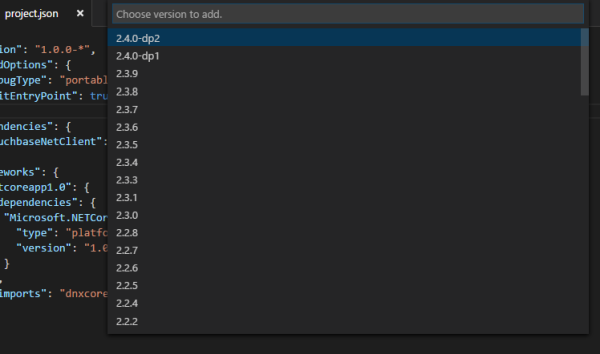 project.json ×
Choose version to add.
2.4.0-dp2
2.4.0-dp1
2.3.9
2.3.8
2.3.7
2.3.6
2.3.5
2.3.4
2.3.3
2.3.1
2.3.0
2.2.8
2.2.7
2.2.6
2.2.5
2.2.4
2.2.2
ion": "1.0.0-*",
dOptions": {
bugType": "portabl
itEntryPoint": tru
ndencies": {
uchbaseNetClient":
eworks": {
tcoreapp1.0": {
dependencies": {
"Microsoft.NETCor
"type": "platfo
"version": "1.0
}
,
imports": "dnxcore